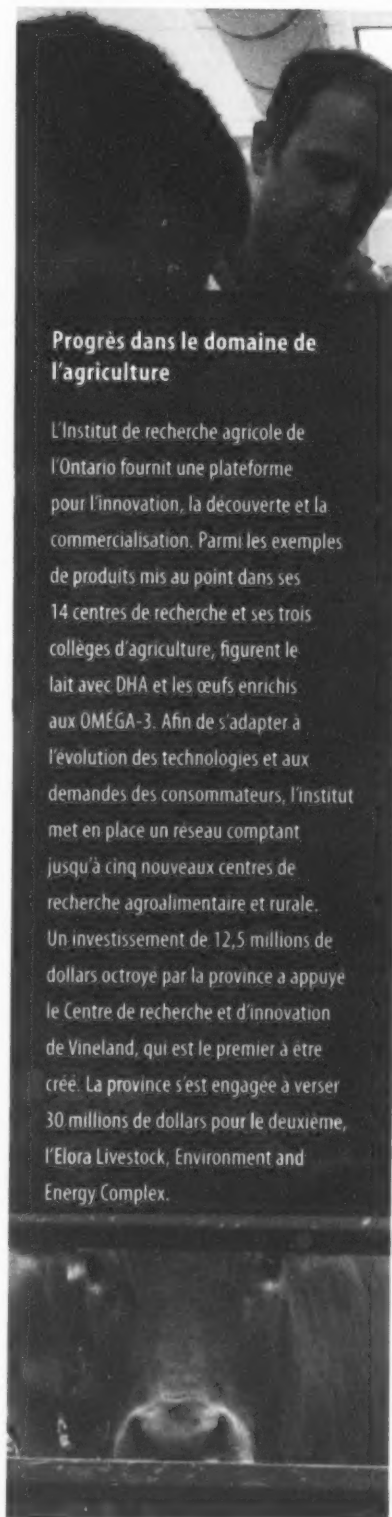 Progrès dans le domaine de
l'agriculture
L'Institut de recherche agricole de
l'Ontario fournit une plateforme
pour l'innovation, la découverte et la
commercialisation. Parmi les exemples
de produits mis au point dans ses
14 centres de recherche et ses trois
collèges d'agriculture, figurent le
lait avec DHA et les œufs enrichis
aux OMÉGA-3. Afin de s'adapter à
l'évolution des technologies et aux
demandes des consommateurs, l'institut
met en place un réseau comptant
jusqu'à cinq nouveaux centres de
recherche agroalimentaire et rurale.
Un investissement de 12,5 millions de
dollars octroyé par la province a appuyé
le Centre de recherche et d'innovation
de Vineland, qui est le premier à être
créé. La province s'est engagée à verser
30 millions de dollars pour le deuxième,
l'Elora Livestock, Environment and
Energy Complex.